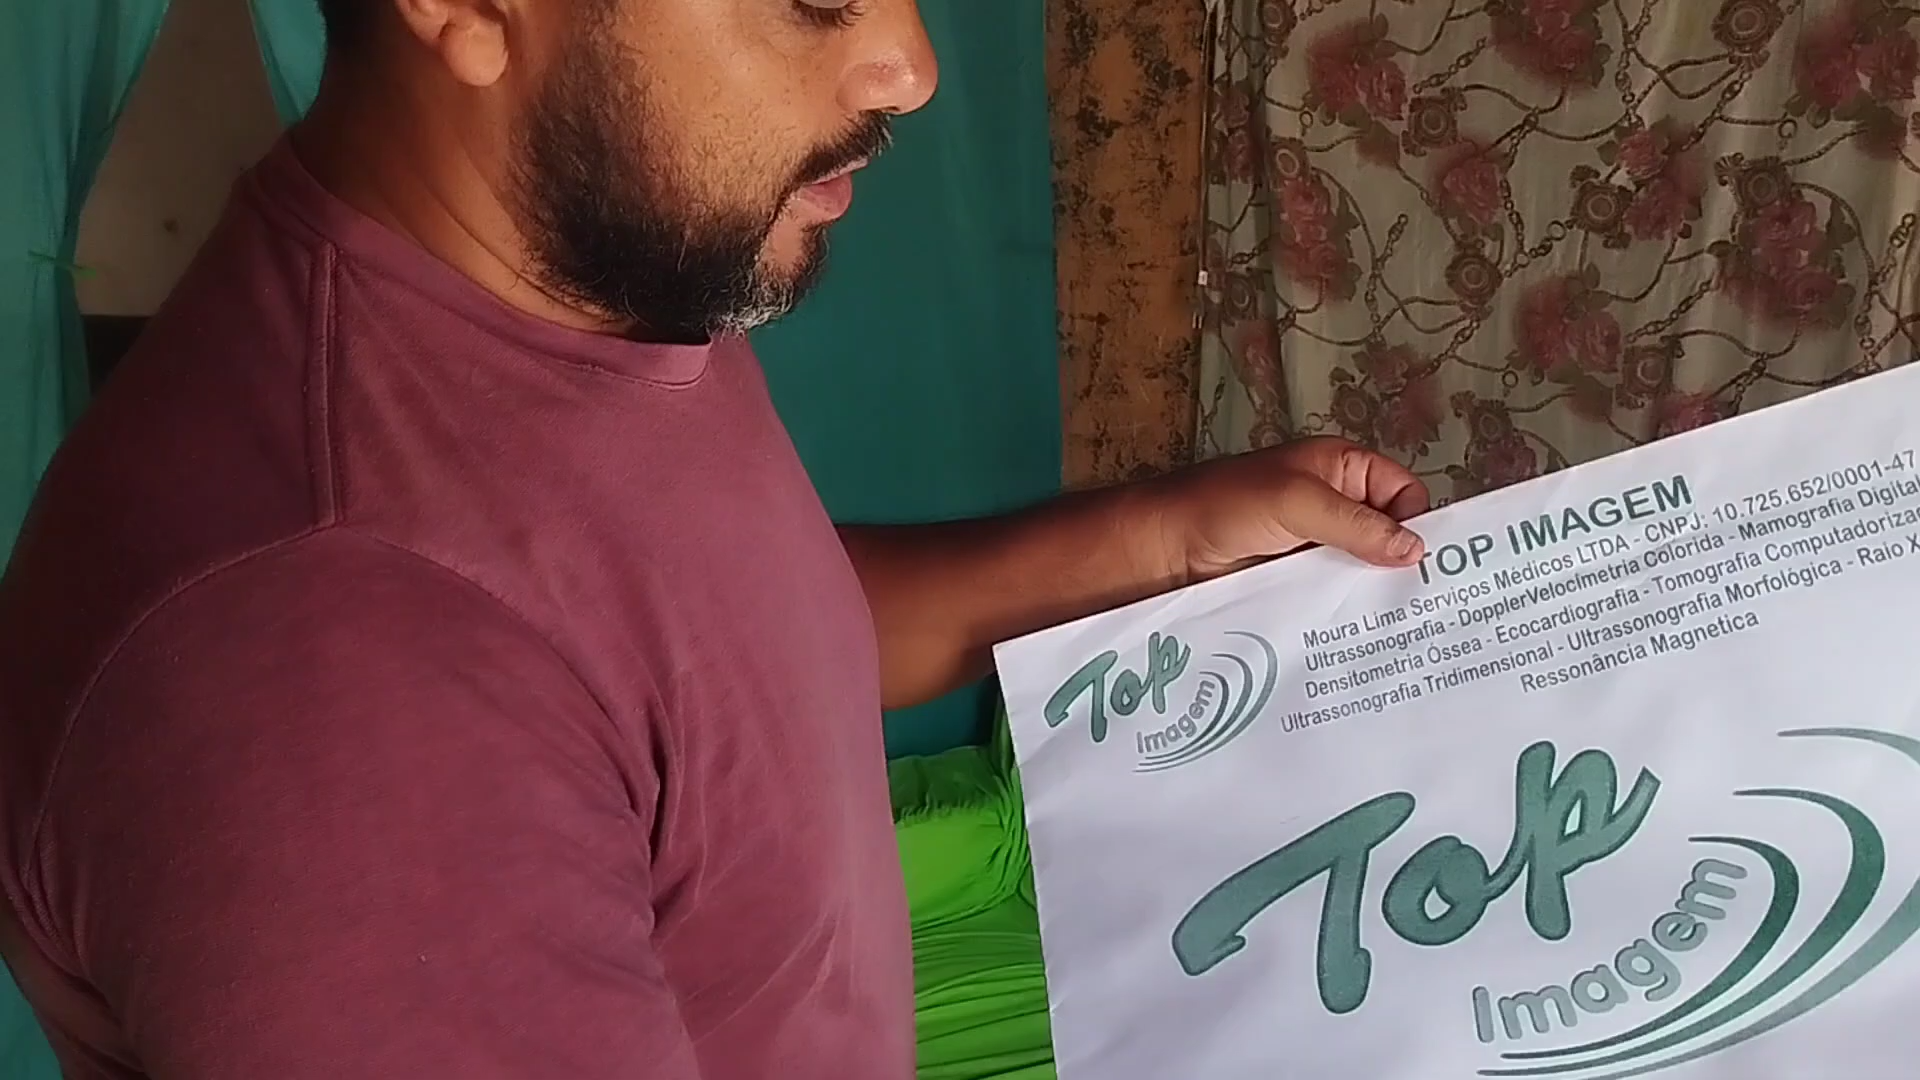 TOP IMAGEM
Moura Lima Serviços Médicos LTDA - CNPJ: 10.725.652/0001-47
Ultrassonografia - DopplerVelocimetria Colorida - Mamografia Digital
Densitometria Óssea - Ecocardiografia - Tomografia
Ultrassonografia Tridimensional - Ultrassonografia Morfológica - Raio X
Ressonância Magnetica
Top
Imagem
Top
Imagem